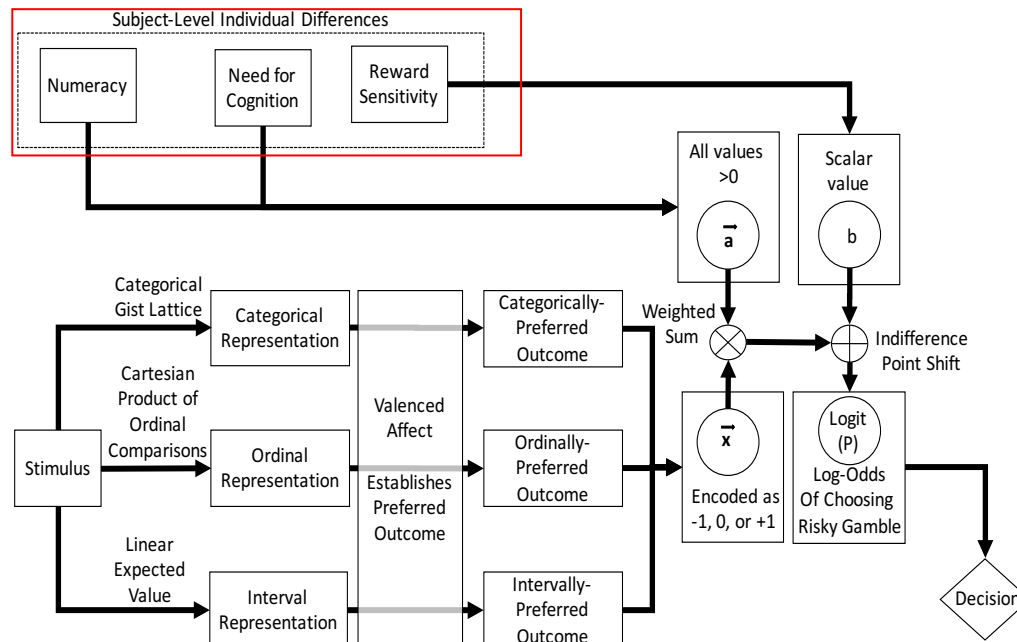 Subject-Level Individual Differences
Numeracy
Need for
Cognition
Reward
Sensitivity
All values
>0
a
Scalar
value
b
Categorical
Gist Lattice
Categorical
Representation
Categorically-
Preferred
Outcome
Weighted
Sum
Indifference
Point Shift
Cartesian
Product of
Ordinal
Comparisons
Stimulus
Ordinal
Representation
Valenced
Affect
Establishes
Preferred
Outcome
Ordinally-
Preferred
Outcome
x
Encoded as
-1, 0, or +1
Logit
(P)
Log-Odds
Of Choosing
Risky Gamble
Linear
Expected
Value
Interval
Representation
Intervally-
Preferred
Outcome
Decision